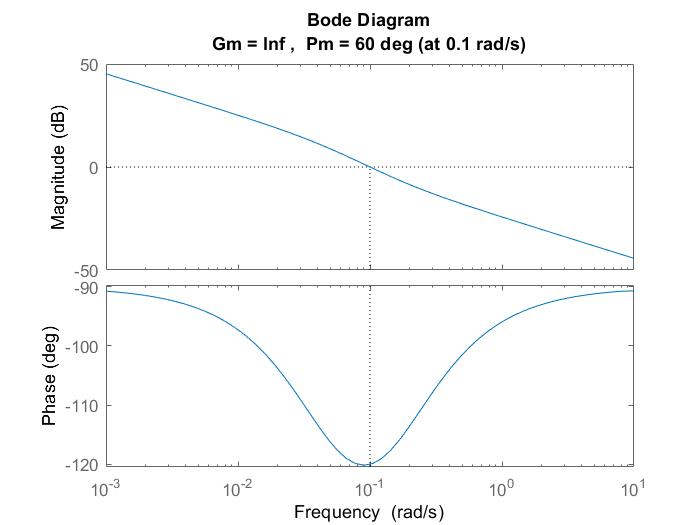 Bode Diagram
Gm = Inf ,  Pm = 60 deg (at 0.1 rad/s)
50
0
-50
Magnitude (dB)
-90
-100
-110
-120
Phase (deg)
10^-3
10^-2
10^-1
10^0
10^1
Frequency  (rad/s)